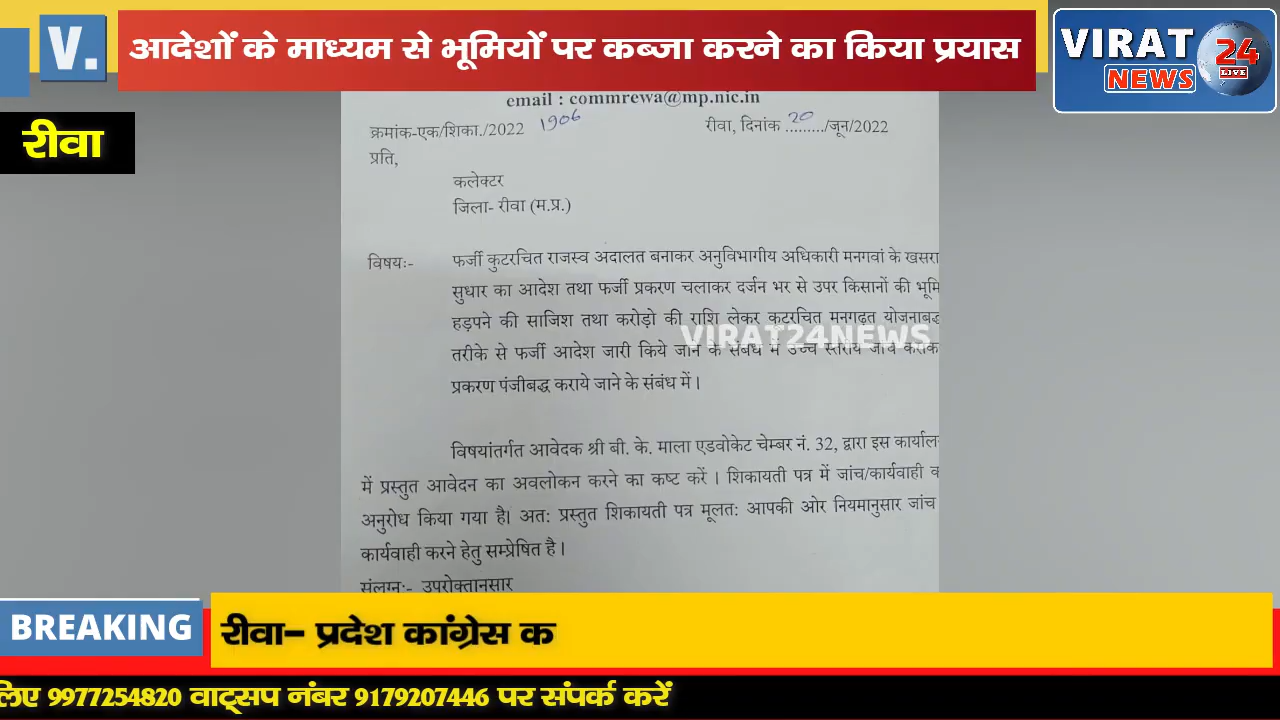 V. आदेशों के माध्यम से भूमियों पर कब्जा करने का किया प्रयास
VIRAT 24
NEWS LIVE
रीवा
email : commrewa@mp.nic.in
क्रमांक-एक/शिका./2022 1906 रीवा, दिनांक 20........./जून/2022
प्रति,
कलेक्टर
जिला- रीवा (म.प्र.)
विषयः- फर्जी कुटरचित राजस्व अदालत बनाकर अनुविभागीय अधिकारी मनगवां के खसरा
सुधार का आदेश तथा फर्जी प्रकरण चलाकर दर्जन भर से उपर किसानों की भूमि
हड़पने की साजिश तथा करोड़ो की राशि लेकर कूटरचित मनगढ़त योजनाबद्ध
VIRAT24NEWS
तरीके से फर्जी आदेश जारी किये जाने के संबंध में उच्च स्तरीय जांच कराक
प्रकरण पंजीबद्ध कराये जाने के संबंध में।
विषयांतर्गत आवेदक श्री बी. के. माला एडवोकेट चेम्बर नं. 32, द्वारा इस कार्याल
में प्रस्तुत आवेदन का अवलोकन करने का कष्ट करें । शिकायती पत्र में जांच/कार्यवाही क
अनुरोध किया गया है। अत: प्रस्तुत शिकायती पत्र मूलत: आपकी ओर नियमानुसार जांच
कार्यवाही करने हेतु सम्प्रेषित है।
संलग्न:- उपरोक्तानुसार
BREAKING रीवा- प्रदेश कांग्रेस क
लिए 9977254820 वाट्सप नंबर 9179207446 पर संपर्क करें